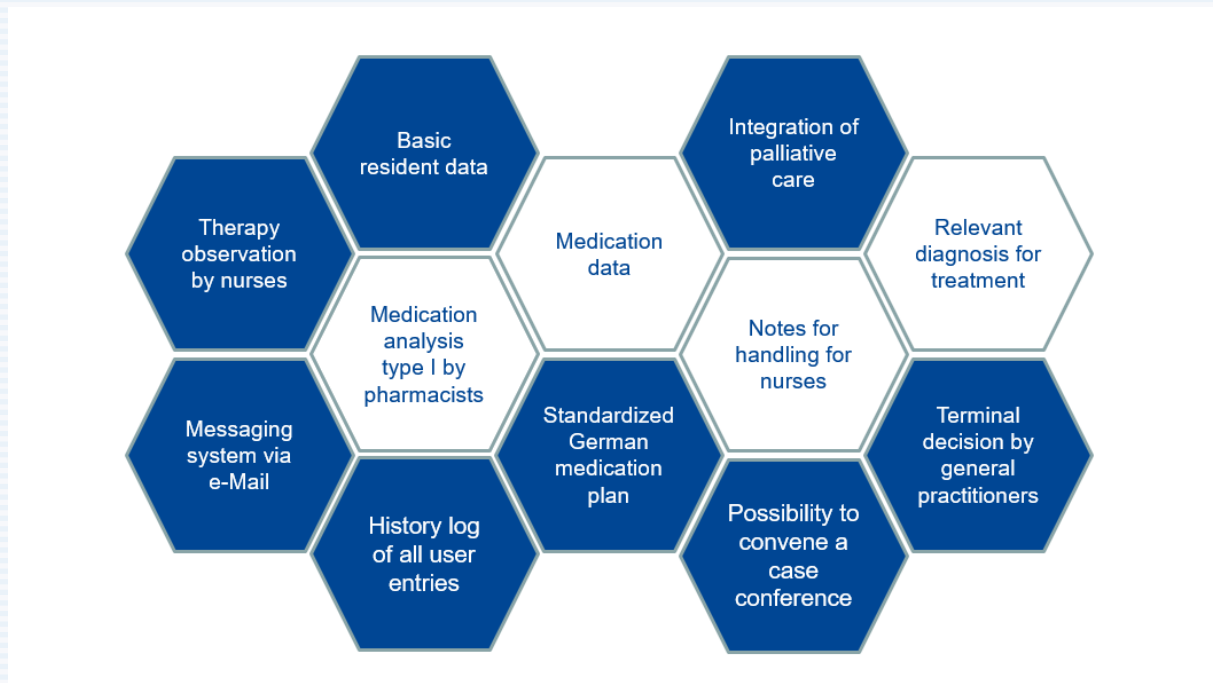 Basic
resident data
Integration of
palliative
care
Therapy
observation
by nurses
Medication
data
Relevant
diagnosis for
treatment
Medication
analysis
type I by
pharmacists
Notes for
handling for
nurses
Messaging
system via
e-Mail
Standardized
German
medication
plan
Terminal
decision by
general
practitioners
History log
of all user
entries
Possibility to
convene a
case
conference